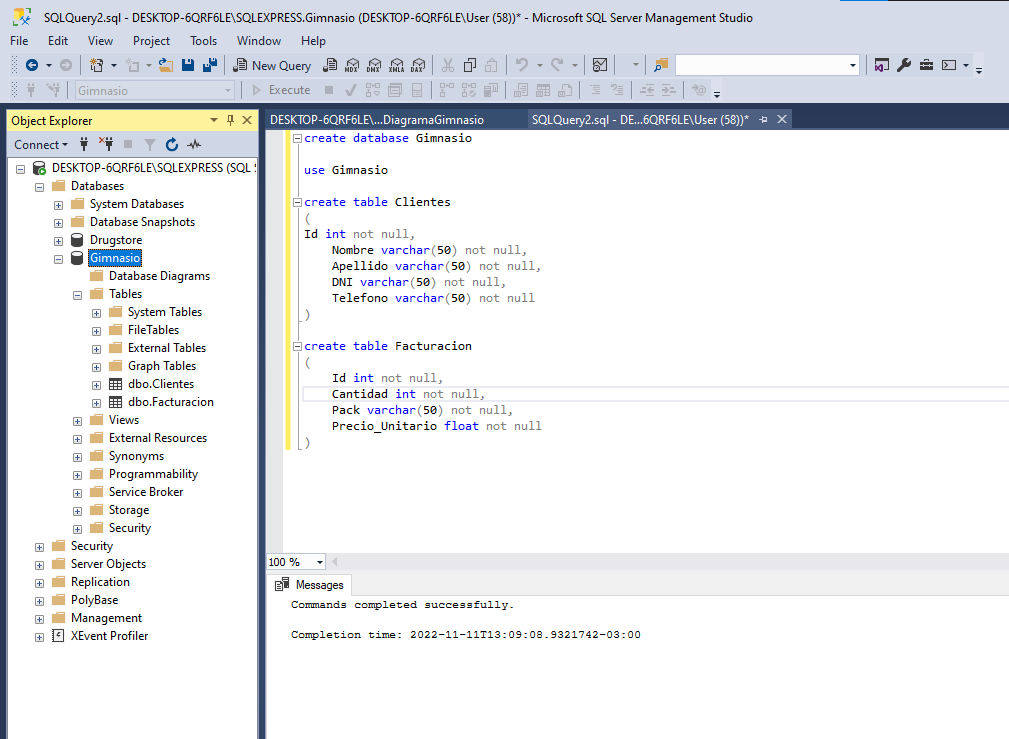 SQLQuery2.sql - DESKTOP-6QRF6LE\SQLEXPRESS.Gimnasio (DESKTOP-6QRF6LE\User (58))* - Microsoft SQL Server Management Studio
File Edit View Project Tools Window Help
New Query MDX DMX XMLA DAX
Gimnasio Execute
Object Explorer
Connect
DESKTOP-6QRF6LE\SQLEXPRESS (SQL
Databases
System Databases
Database Snapshots
Drugstore
Gimnasio
Database Diagrams
Tables
System Tables
FileTables
External Tables
Graph Tables
dbo.Clientes
dbo.Facturacion
Views
External Resources
Synonyms
Programmability
Service Broker
Storage
Security
Security
Server Objects
Replication
PolyBase
Management
XEvent Profiler
DESKTOP-6QRF6LE\...DiagramaGimnasio
SQLQuery2.sql - DE...6QRF6LE\User (58))*
create database Gimnasio
use Gimnasio
create table Clientes
(
Id int not null,
Nombre varchar(50) not null,
Apellido varchar(50) not null,
DNI varchar(50) not null,
Telefono varchar(50) not null
)
create table Facturacion
(
Id int not null,
Cantidad int not null,
Pack varchar(50) not null,
Precio_Unitario float not null
)
100 %
Messages
Commands completed successfully.
Completion time: 2022-11-11T13:09:08.9321742-03:00